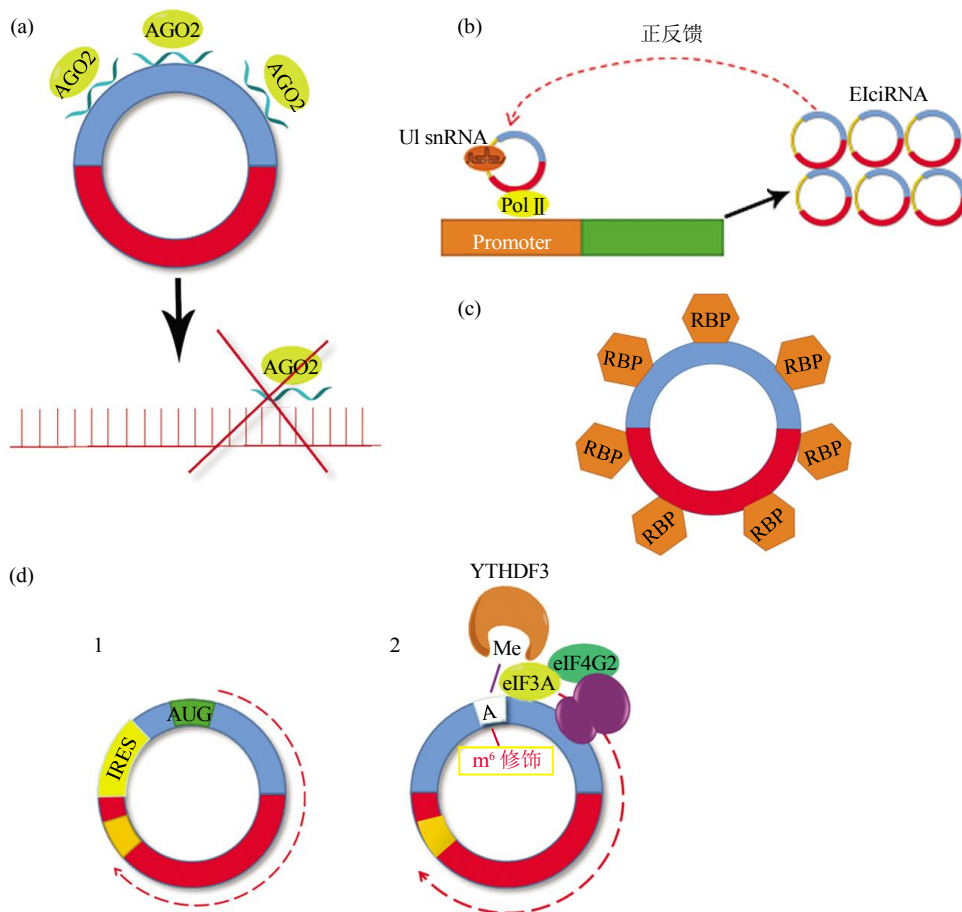 (a)
AGO2
AGO2
AGO2
AGO2
(b)
正反馈
EIciRNA
Ul snRNA
Pol Ⅱ
Promoter
(c)
RBP
RBP
RBP
RBP
RBP
RBP
RBP
(d)
1
AUG
IRES
2
YTHDF3
Me
eIF4G2
eIF3A
A
m⁶ 修饰